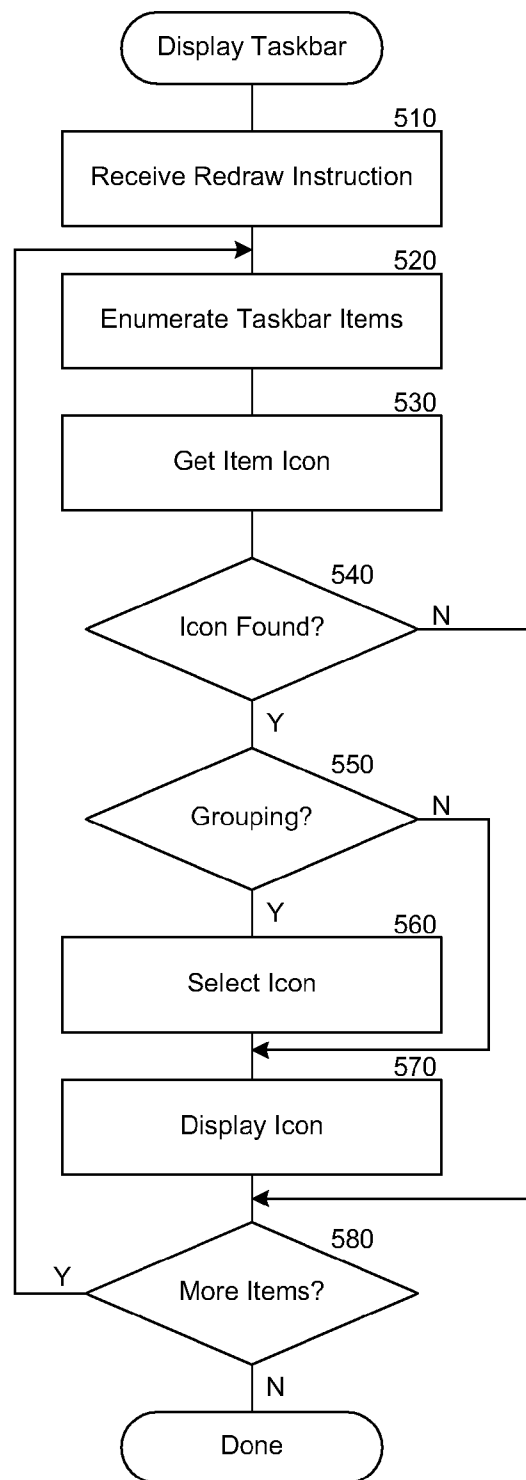 Display Taskbar
510
Receive Redraw Instruction
520
Enumerate Taskbar Items
530
Get Item Icon
540
Icon Found?
N
Y
550
Grouping?
N
Y
560
Select Icon
570
Display Icon
580
Y
More Items?
N
Done